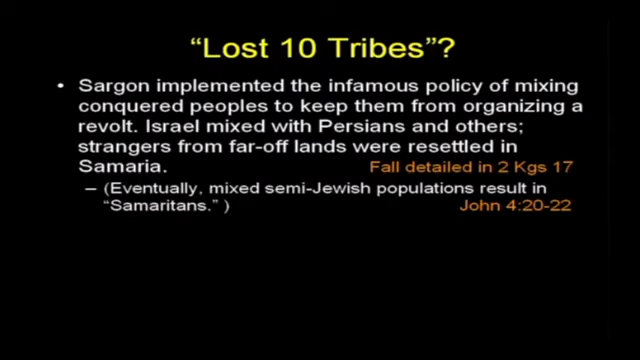 “Lost 10 Tribes”?
• Sargon implemented the infamous policy of mixing
conquered peoples to keep them from organizing a
revolt. Israel mixed with Persians and others;
strangers from far-off lands were resettled in
Samaria. Fall detailed in 2 Kgs 17
– (Eventually, mixed semi-Jewish populations result in
“Samaritans.” ) John 4:20-22